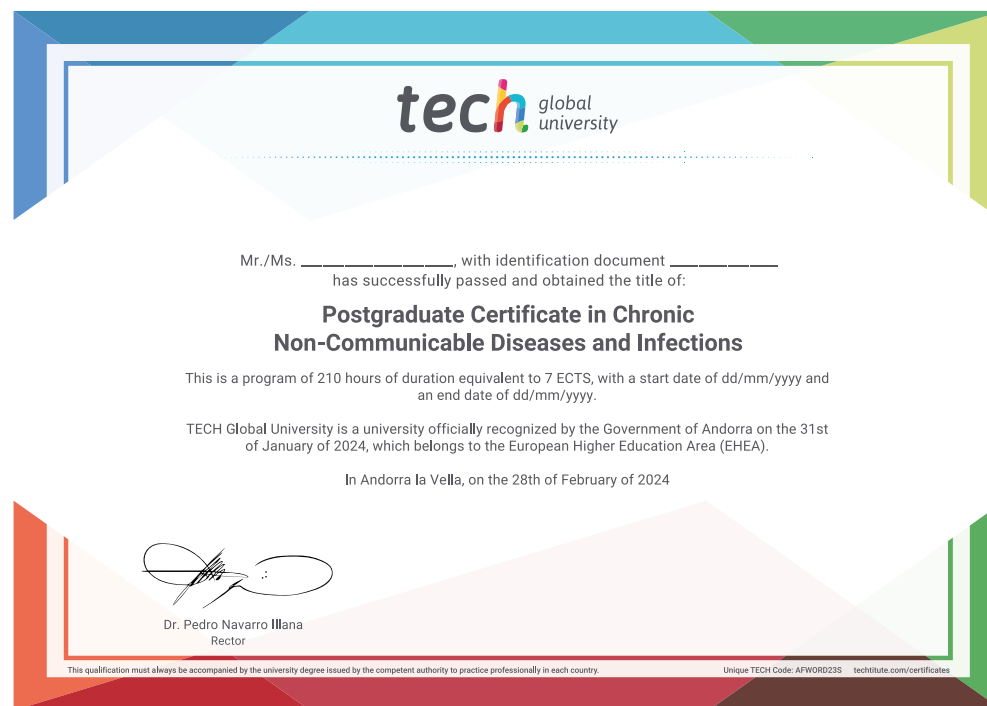 tech global university
Mr./Ms. ________________, with identification document ____________
has successfully passed and obtained the title of:
Postgraduate Certificate in Chronic
Non-Communicable Diseases and Infections
This is a program of 210 hours of duration equivalent to 7 ECTS, with a start date of dd/mm/yyyy and
an end date of dd/mm/yyyy.
TECH Global University is a university officially recognized by the Government of Andorra on the 31st
of January of 2024, which belongs to the European Higher Education Area (EHEA).
In Andorra la Vella, on the 28th of February of 2024
Dr. Pedro Navarro Illana
Rector
This qualification must always be accompanied by the university degree issued by the competent authority to practice professionally in each country.
Unique TECH Code: AFWORD23S techtitute.com/certificates